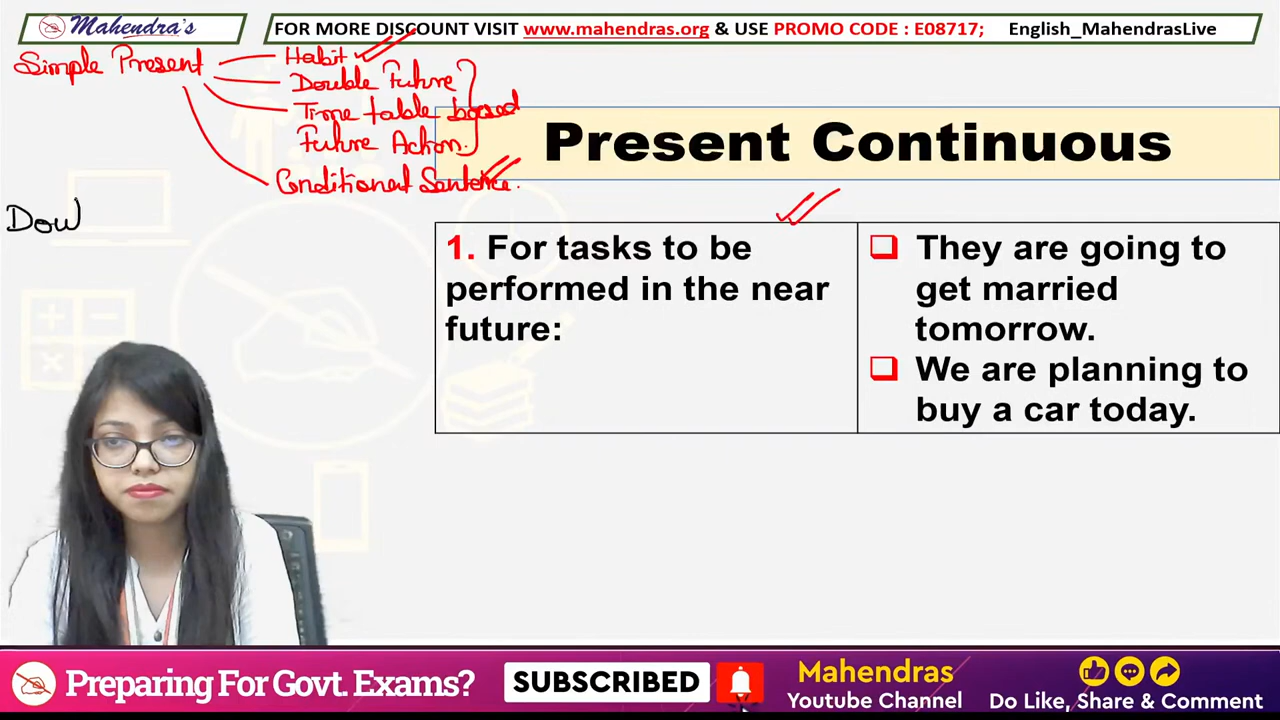 Mahendra's
FOR MORE DISCOUNT VISIT www.mahendras.org & USE PROMO CODE : E08717; English_MahendrasLive
Simple Present
Habit
Double Future
Time table based
Future Action.
Conditional Sentence.
Present Continuous
Dow
1. For tasks to be
performed in the near
future:
They are going to
get married
tomorrow.
We are planning to
buy a car today.
Preparing For Govt. Exams?
SUBSCRIBED
Mahendras
Youtube Channel
Do Like, Share & Comment